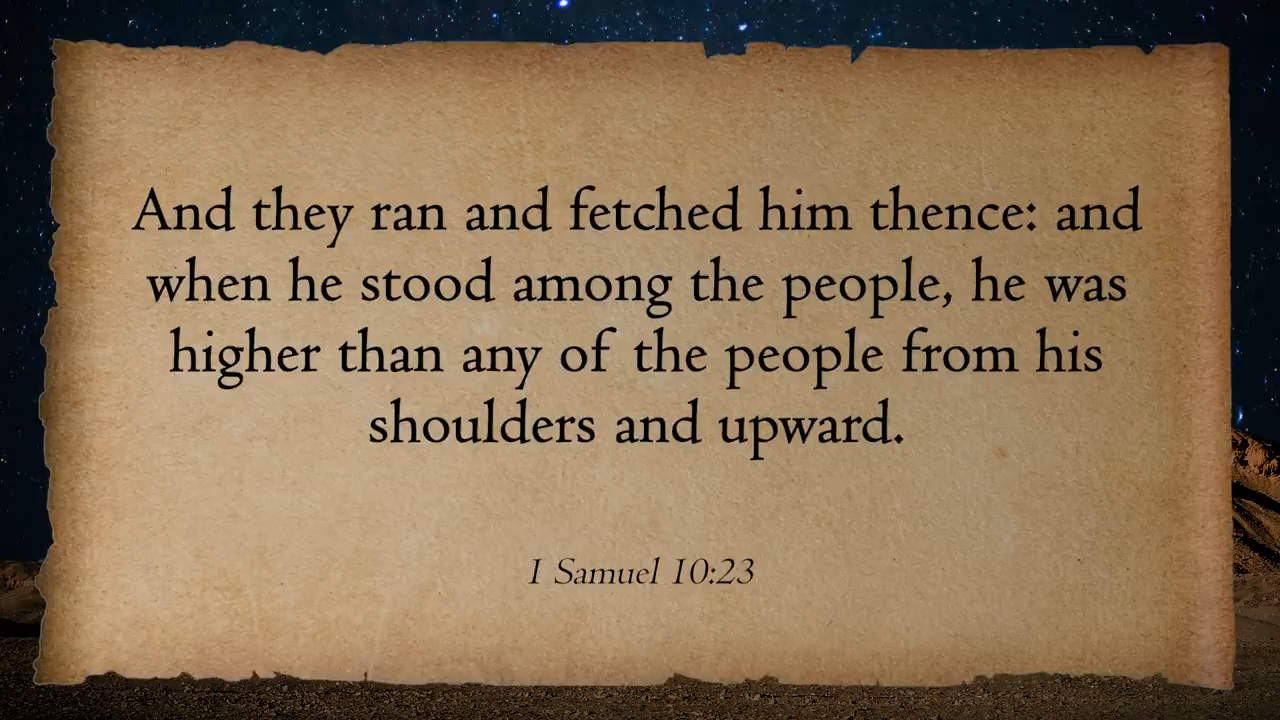 And they ran and fetched him thence: and
when he stood among the people, he was
higher than any of the people from his
shoulders and upward.
I Samuel 10:23